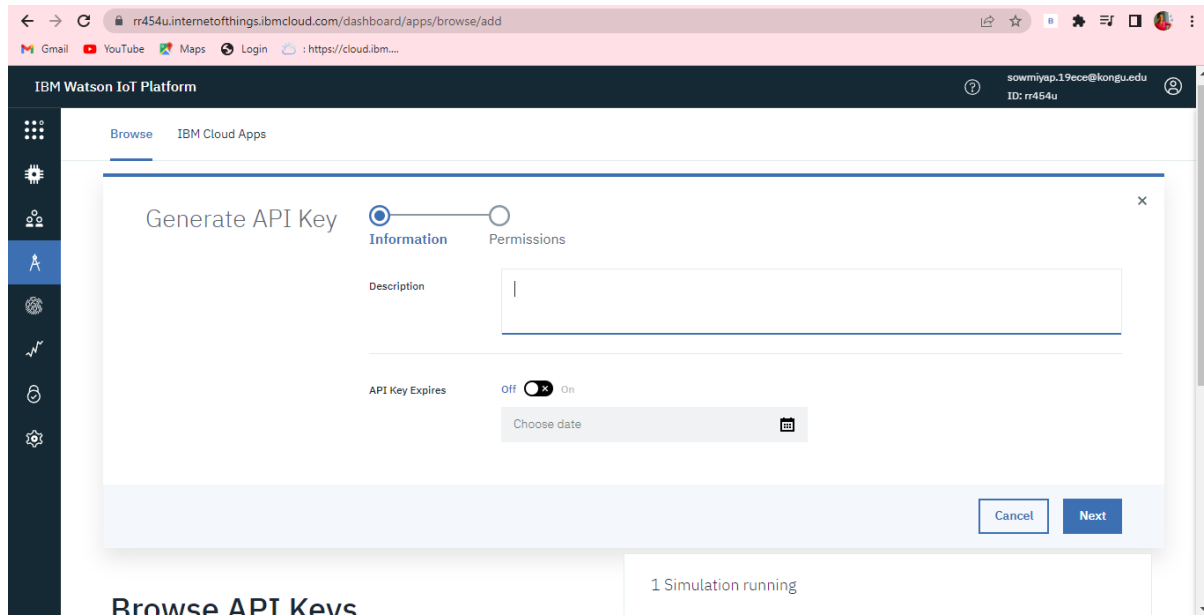 rr454u.internetofthings.ibmcloud.com/dashboard/apps/browse/add
Gmail YouTube Maps Login : https://cloud.ibm....
IBM Watson IoT Platform
sowmiyap.19ece@kongu.edu
ID: rr454u
Browse IBM Cloud Apps
Generate API Key
Information Permissions
Description
API Key Expires Off On
Choose date
Cancel Next
1 Simulation running
Browse API Keys